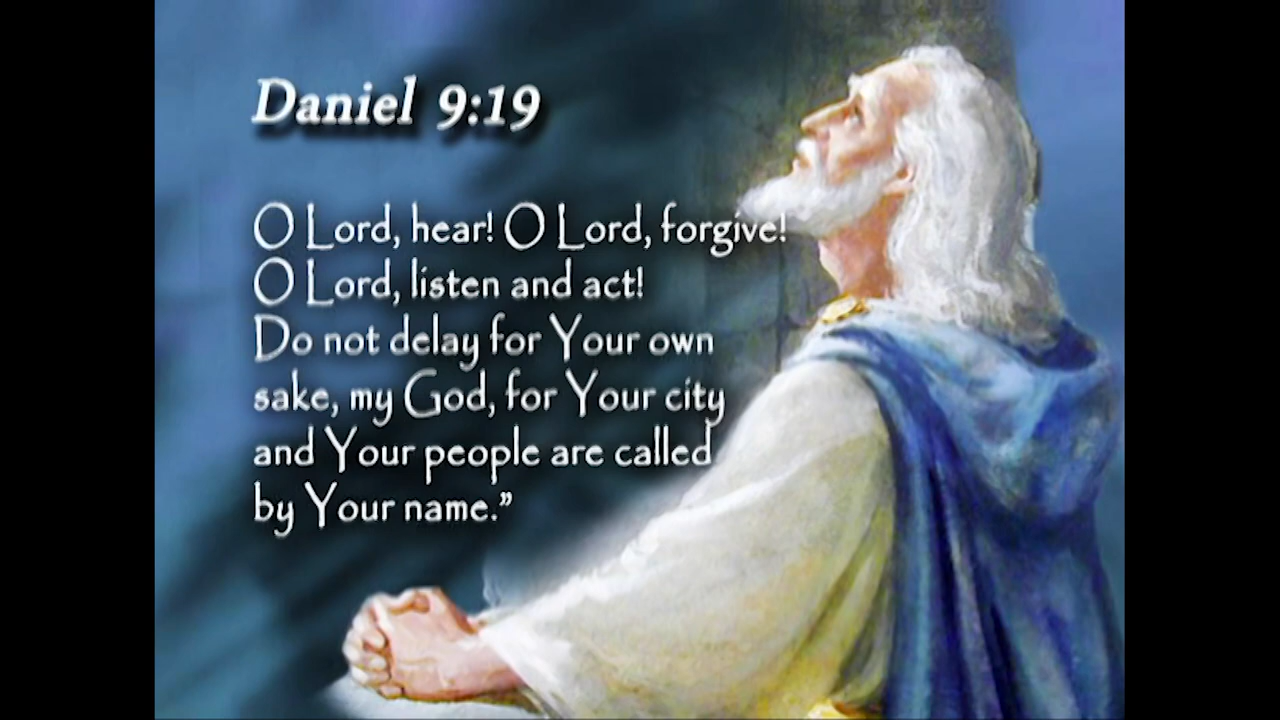 Daniel 9:19
O Lord, hear! O Lord, forgive!
O Lord, listen and act!
Do not delay for Your own
sake, my God, for Your city
and Your people are called
by Your name.”